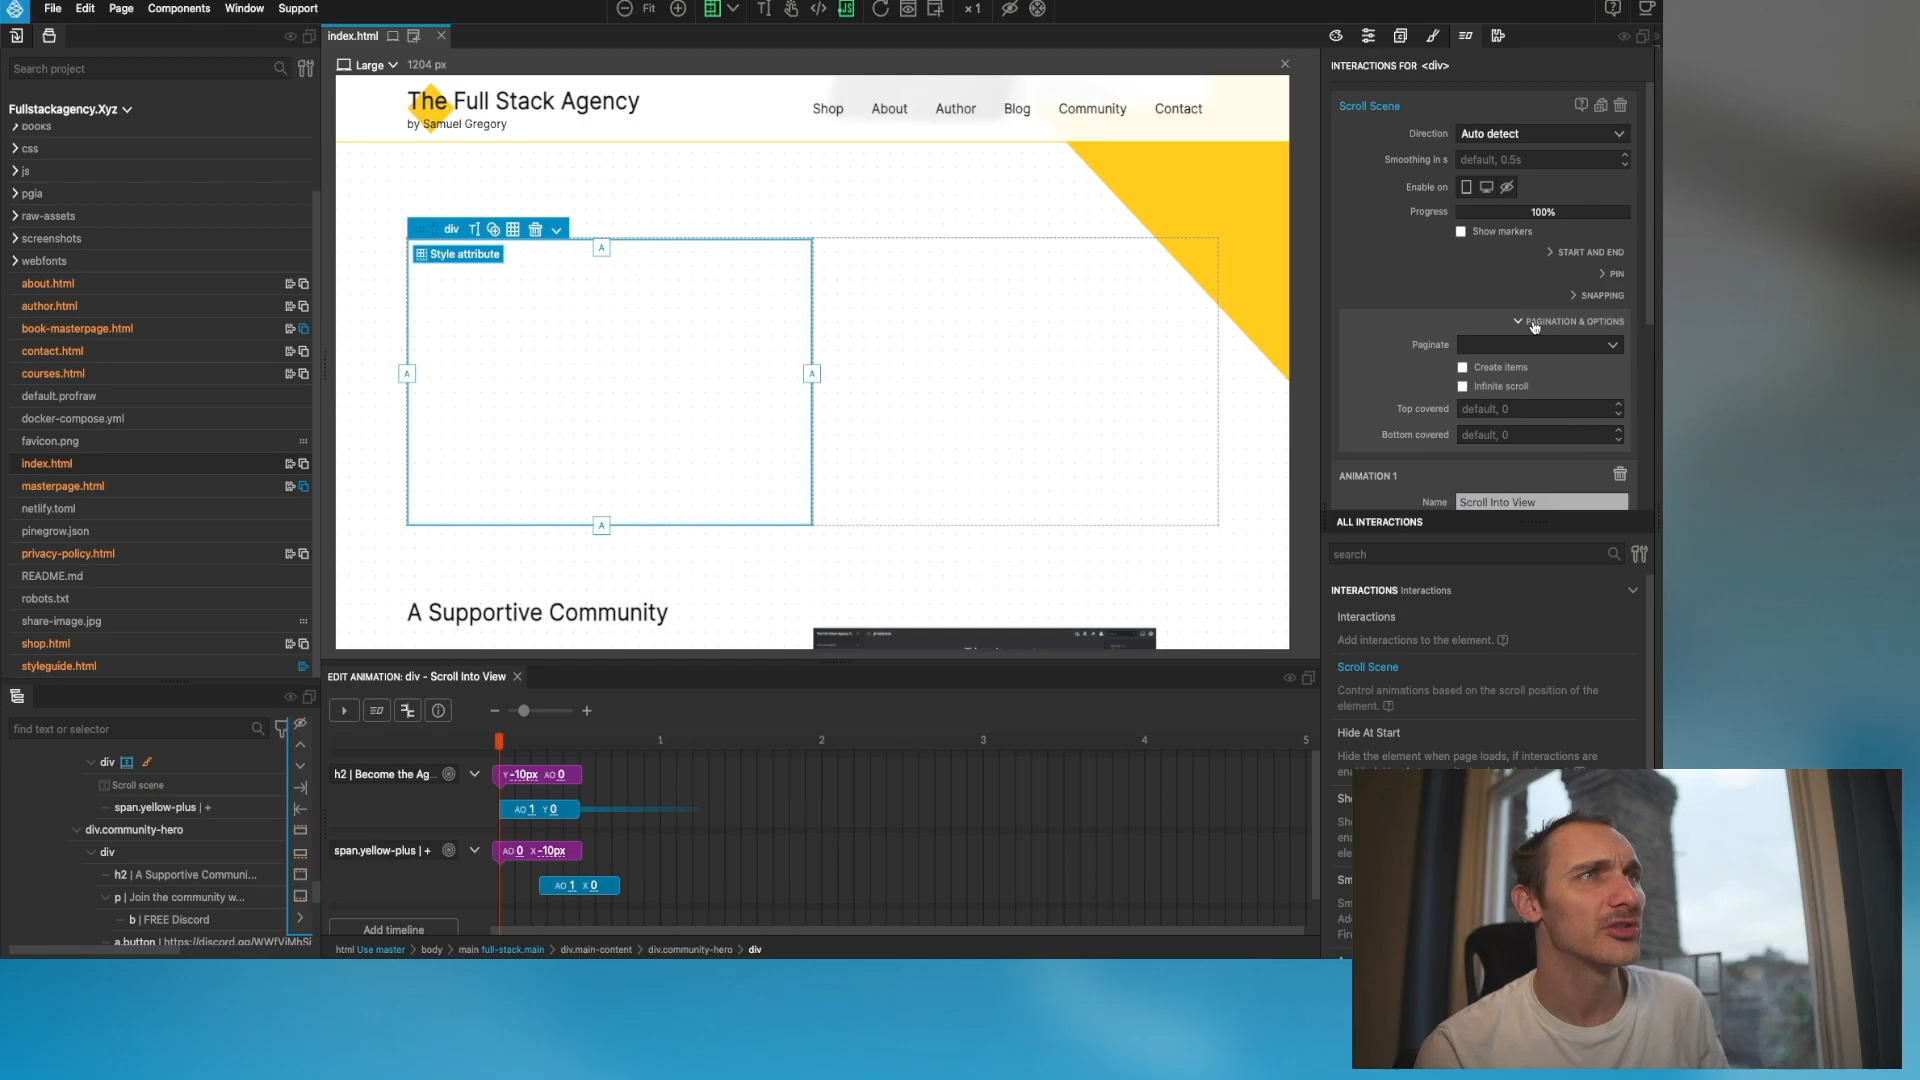 File Edit Page Components Window Support
Fit
JS
x 1
Search project
Fullstackagency.Xyz
books
css
js
pgia
raw-assets
screenshots
webfonts
about.html
author.html
book-masterpage.html
contact.html
courses.html
default.profraw
docker-compose.yml
favicon.png
index.html
masterpage.html
netlify.toml
pinegrow.json
privacy-policy.html
README.md
robots.txt
share-image.jpg
shop.html
styleguide.html
find text or selector
div
Scroll scene
span.yellow-plus | +
div.community-hero
div
h2 | A Supportive Communi...
p | Join the community w...
b | FREE Discord
a.button | https://discord.gg/WWfVjMhSj
index.html
Large 1204 px
The Full Stack Agency
by Samuel Gregory
Shop About Author Blog Community Contact
div
Style attribute
A
A
A
A
A Supportive Community
EDIT ANIMATION: div - Scroll Into View
1 2 3 4 5
h2 | Become the Ag...
Y -10px AO 0
AO 1 Y 0
span.yellow-plus | +
AO 0 X -10px
AO 1 X 0
Add timeline
html Use master > body > main full-stack.main > div.main-content > div.community-hero > div
INTERACTIONS FOR <div>
Scroll Scene
Direction Auto detect
Smoothing in s default, 0.5s
Enable on
Progress 100%
Show markers
START AND END
PIN
SNAPPING
PAGINATION & OPTIONS
Paginate
Create items
Infinite scroll
Top covered default, 0
Bottom covered default, 0
ANIMATION 1
Name Scroll Into View
ALL INTERACTIONS
search
INTERACTIONS Interactions
Interactions
Add interactions to the element.
Scroll Scene
Control animations based on the scroll position of the
element.
Hide At Start
Hide the element when page loads, if interactions are